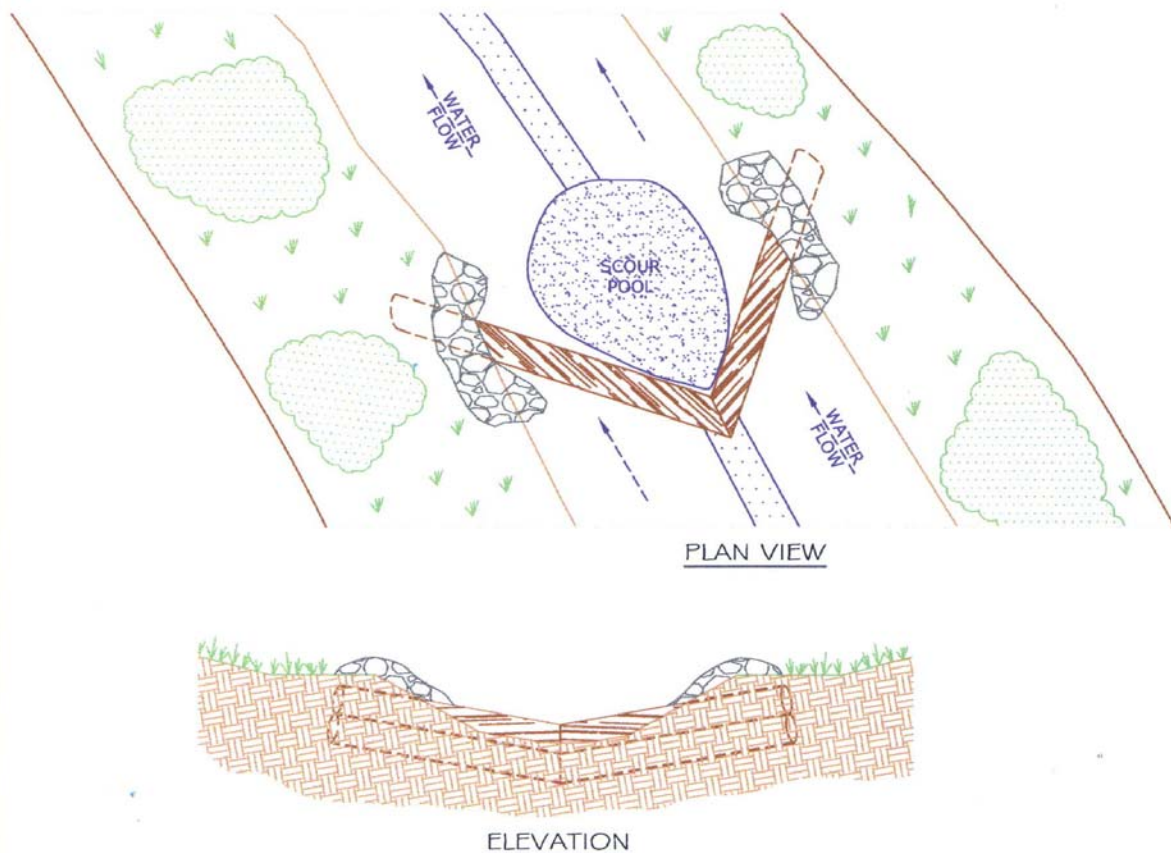 WATER
FLOW
SCOUR
POOL
WATER
FLOW
PLAN VIEW
ELEVATION